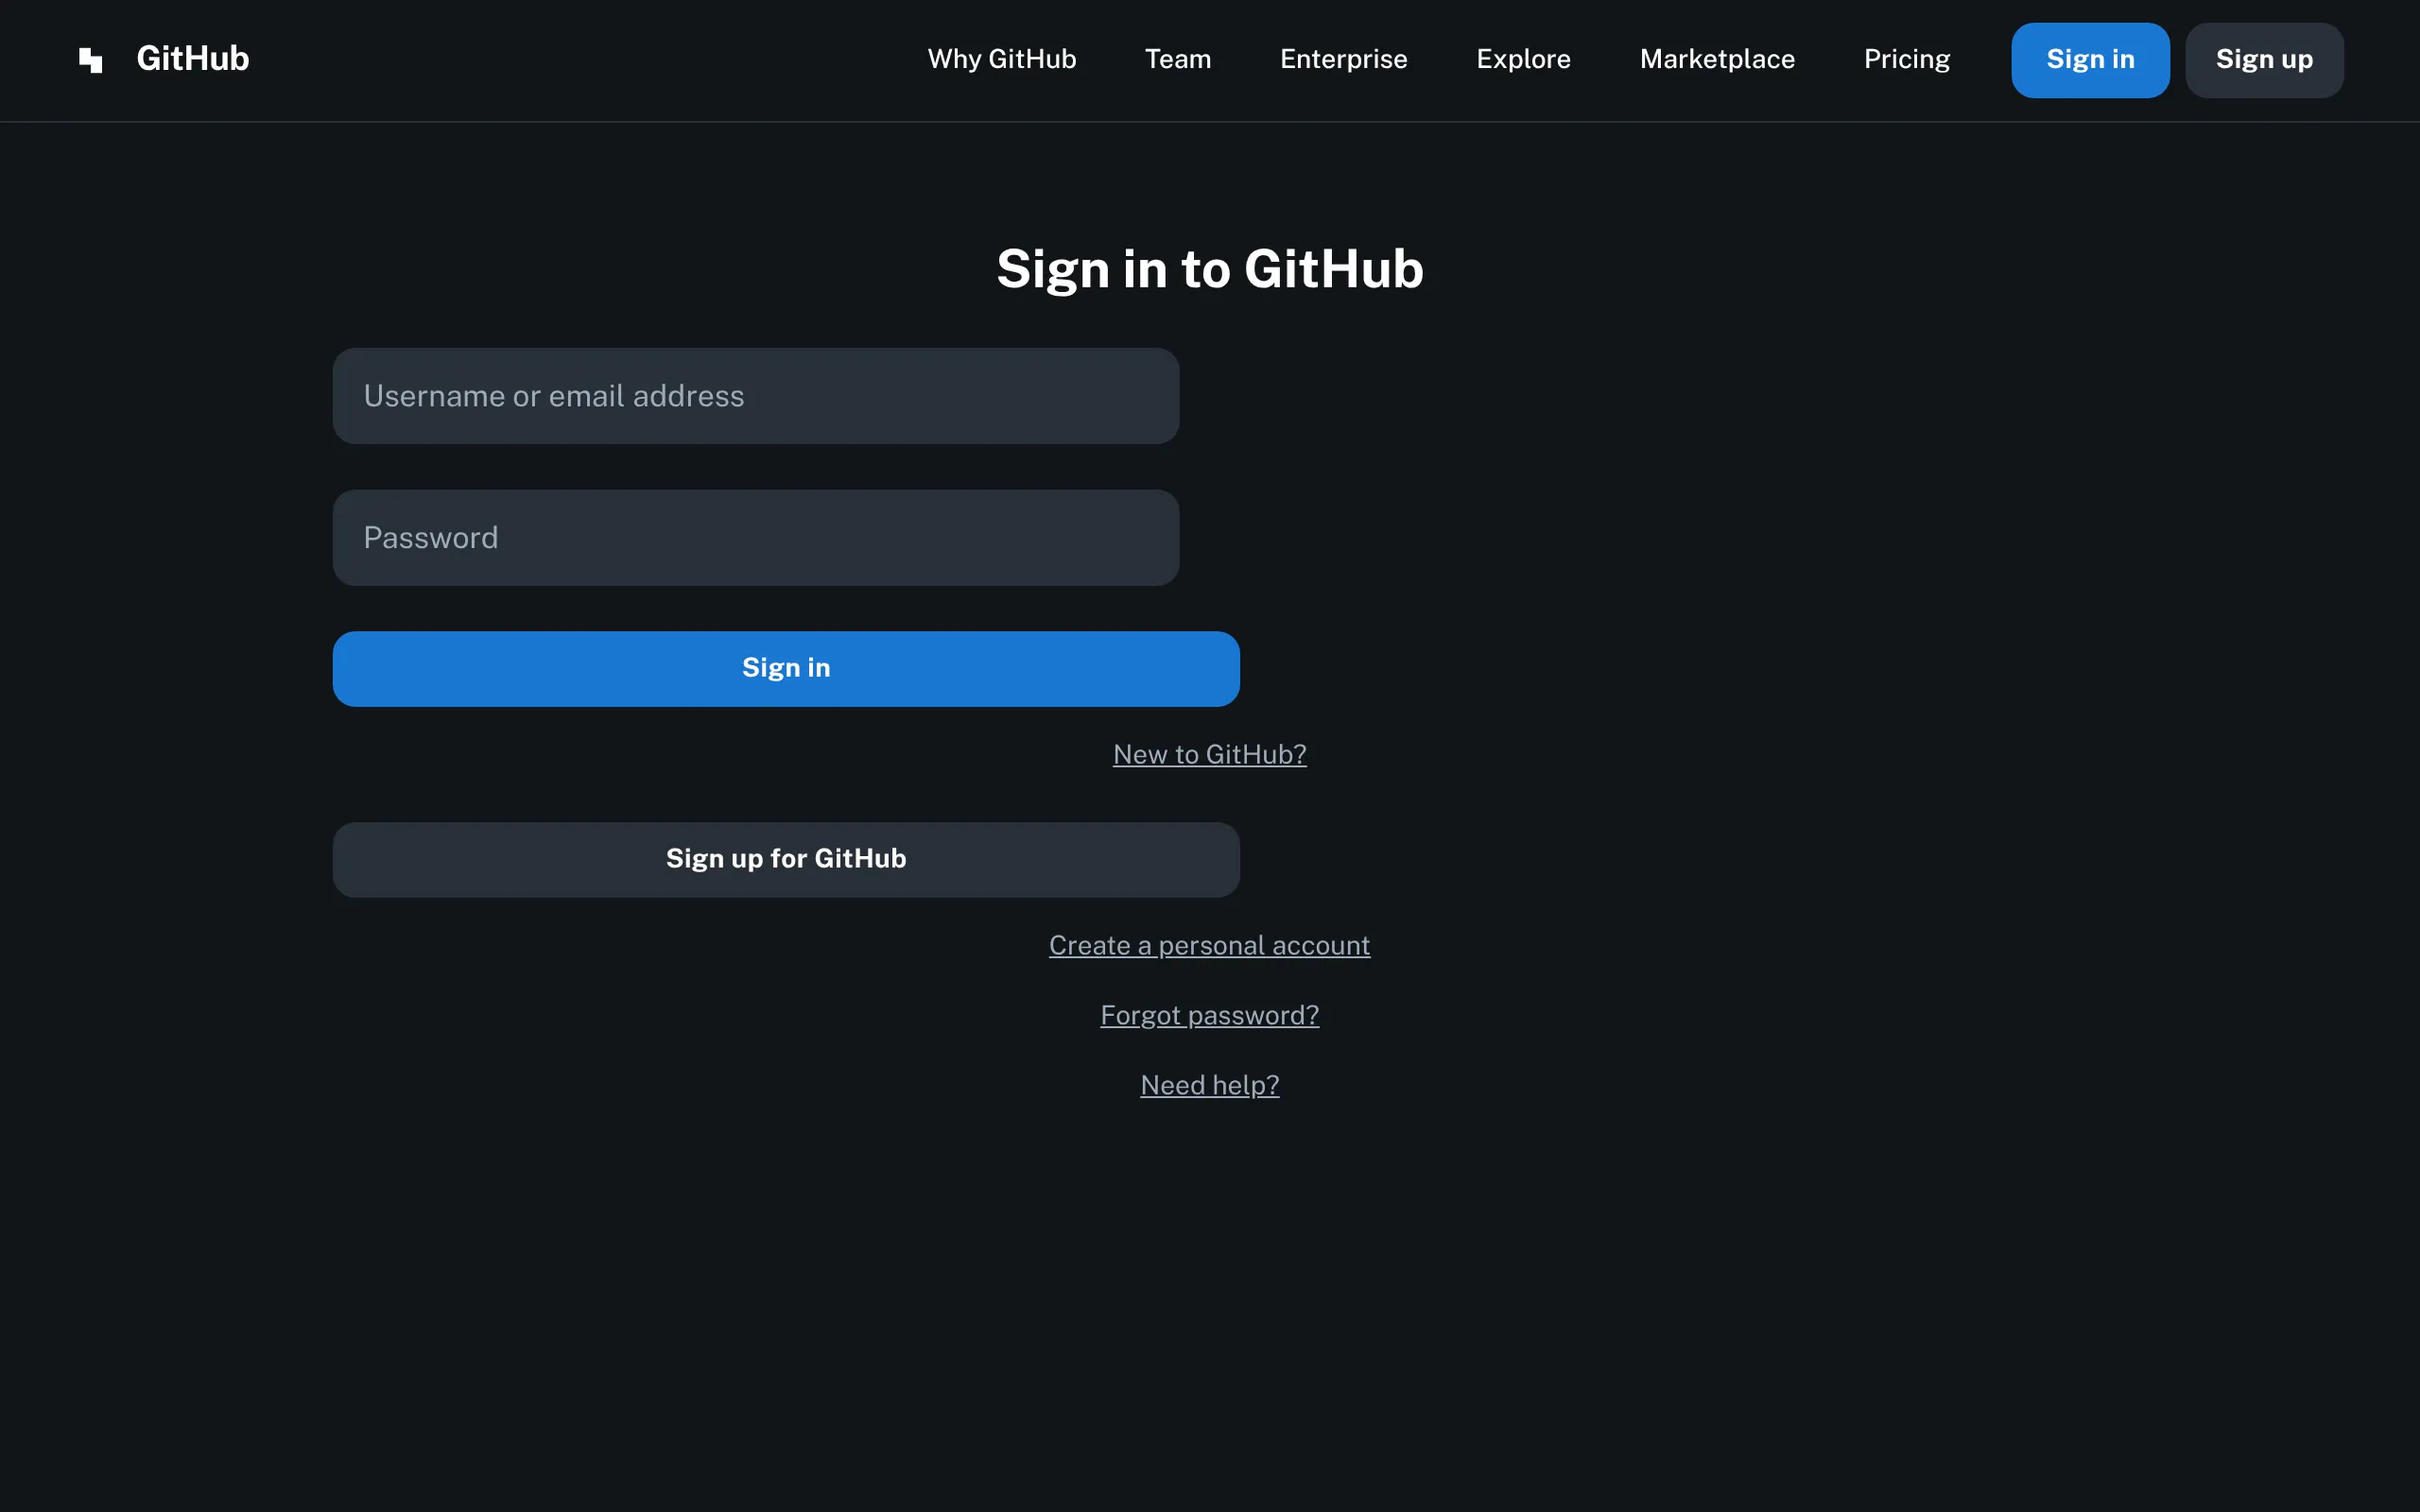 GitHub
Why GitHub Team Enterprise Explore Marketplace Pricing Sign in Sign up
Sign in to GitHub
Username or email address
Password
Sign in
New to GitHub?
Sign up for GitHub
Create a personal account
Forgot password?
Need help?